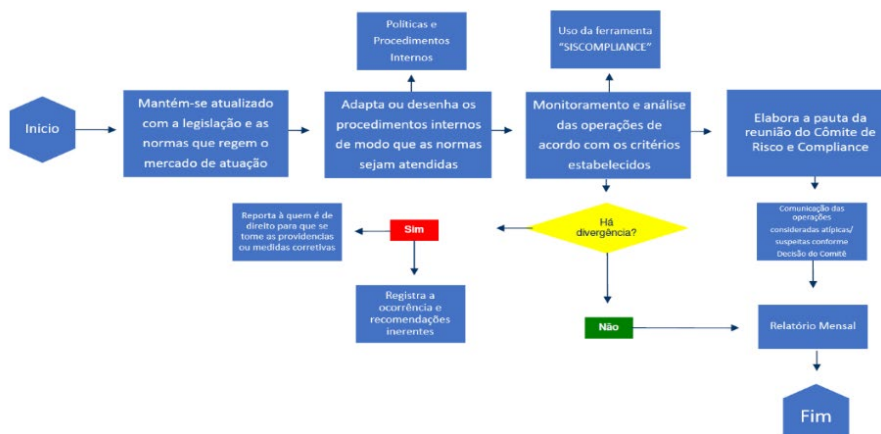 Políticas e
Procedimentos
Internos
Uso da ferramenta
“SISCOMPLIANCE”
Início
Mantém-se atualizado
com a legislação e as
normas que regem o
mercado de atuação
Adapta ou desenha os
procedimentos internos
de modo que as normas
sejam atendidas
Monitoramento e análise
das operações de
acordo com os critérios
estabelecidos
Elabora a pauta da
reunião do Cômite de
Risco e Compliance
Reporta à quem é de
direito para que se
tome as providencias
ou medidas corretivas
Sim
Há
divergência?
Comunicação das
operações
consideradas atípicas/
suspeitas conforme
Decisão do Comitê
Registra a
ocorrência e
recomendações
inerentes
Não
Relatório Mensal
Fim